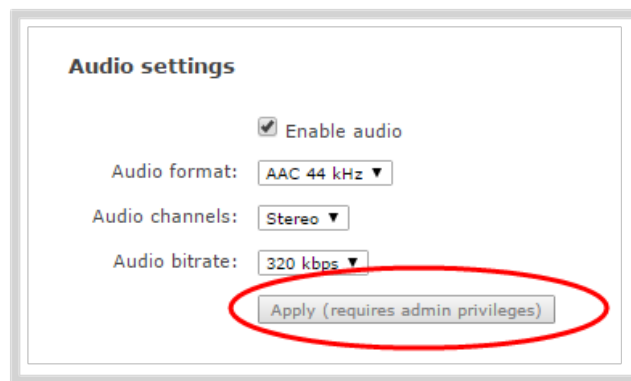 Audio settings
Enable audio
Audio format: AAC 44 kHz
Audio channels: Stereo
Audio bitrate: 320 kbps
Apply (requires admin privileges)